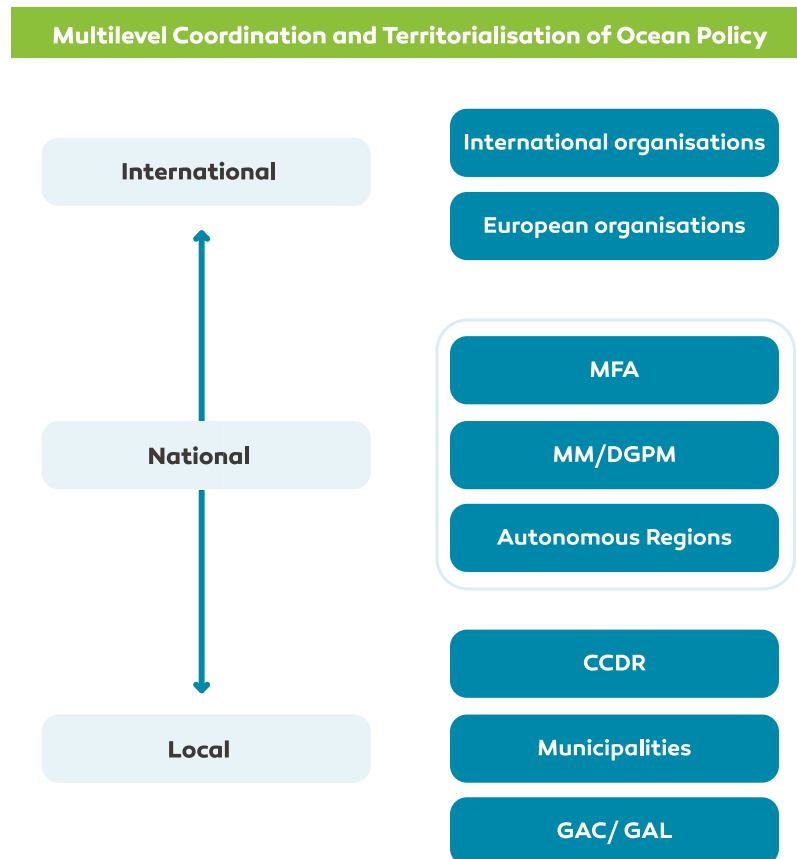 Multilevel Coordination and Territorialisation of Ocean Policy
International
International organisations
European organisations
National
MFA
MM/DGPM
Autonomous Regions
Local
CCDR
Municipalities
GAC/ GAL